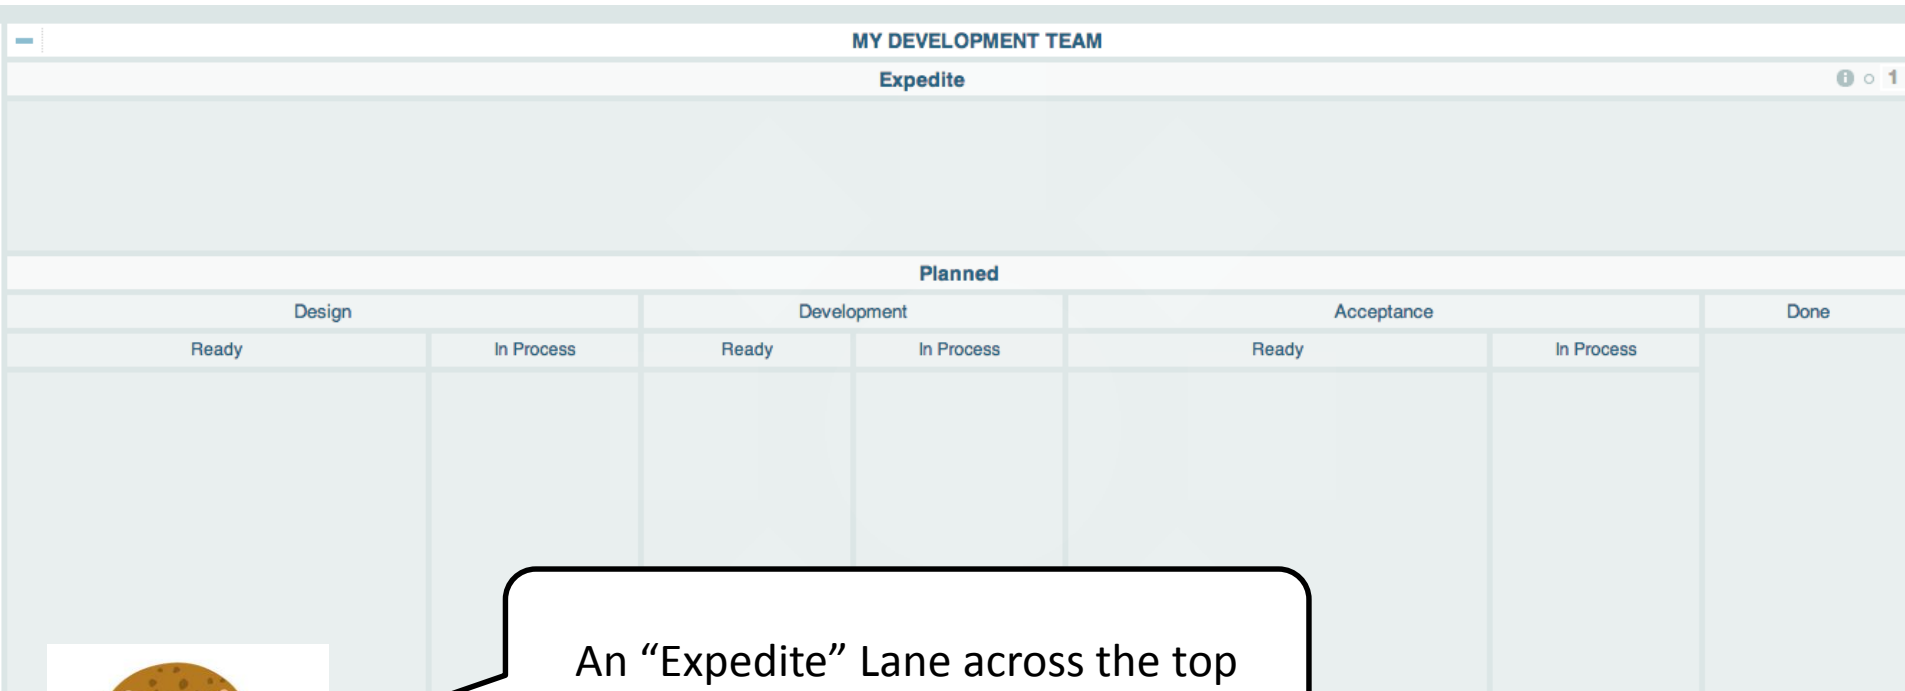 MY DEVELOPMENT TEAM
Expedite
1
Planned
Design Development Acceptance Done
Ready In Process Ready In Process Ready In Process
An “Expedite” Lane across the top